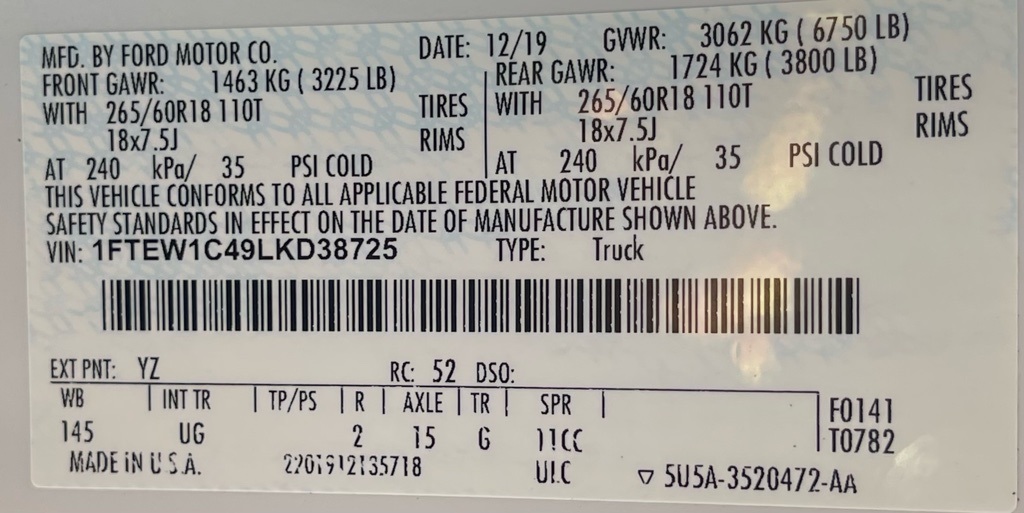 MFD. BY FORD MOTOR CO. DATE: 12/19 GVWR: 3062 KG ( 6750 LB)
FRONT GAWR: 1463 KG ( 3225 LB) REAR GAWR: 1724 KG ( 3800 LB)
WITH 265/60R18 110T TIRES WITH 265/60R18 110T TIRES
18x7.5J RIMS 18x7.5J RIMS
AT 240 kPa/ 35 PSI COLD AT 240 kPa/ 35 PSI COLD
THIS VEHICLE CONFORMS TO ALL APPLICABLE FEDERAL MOTOR VEHICLE
SAFETY STANDARDS IN EFFECT ON THE DATE OF MANUFACTURE SHOWN ABOVE.
VIN: 1FTEW1C49LKD38725 TYPE: Truck
EXT PNT: YZ RC: 52 DSO:
WB INT TR TP/PS R AXLE TR SPR F0141
145 UG 2 15 G 11CC T0782
MADE IN U.S.A. 2201912135718 ULC ▽ 5U5A-3520472-AA